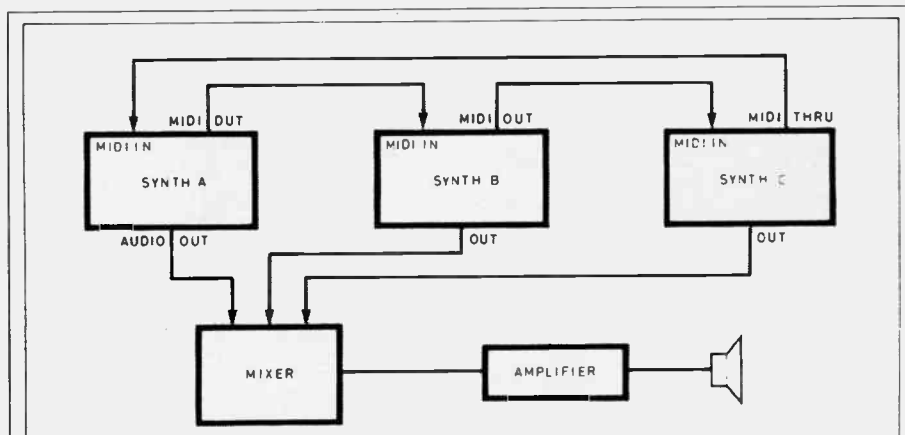 MIDI OUT MIDI OUT MIDI THRU
MIDI IN MIDI IN MIDI IN
SYNTH A SYNTH B SYNTH C
AUDIO OUT OUT OUT
MIXER AMPLIFIER